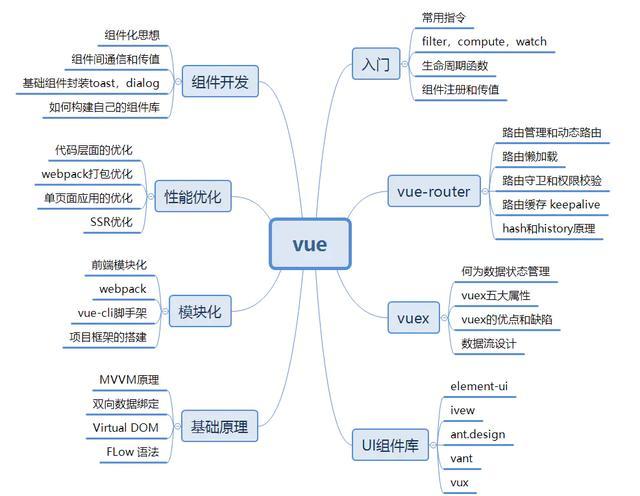 vue
入门
常用指令
filter，compute，watch
生命周期函数
组件注册和传值
vue-router
路由管理和动态路由
路由懒加载
路由守卫和权限校验
路由缓存 keepalive
hash和history原理
vuex
何为数据状态管理
vuex五大属性
vuex的优点和缺陷
数据流设计
UI组件库
element-ui
ivew
ant.design
vant
vux
组件开发
组件化思想
组件间通信和传值
基础组件封装toast，dialog
如何构建自己的组件库
性能优化
代码层面的优化
webpack打包优化
单页面应用的优化
SSR优化
模块化
前端模块化
webpack
vue-cli脚手架
项目框架的搭建
基础原理
MVVM原理
双向数据绑定
Virtual DOM
FLow 语法